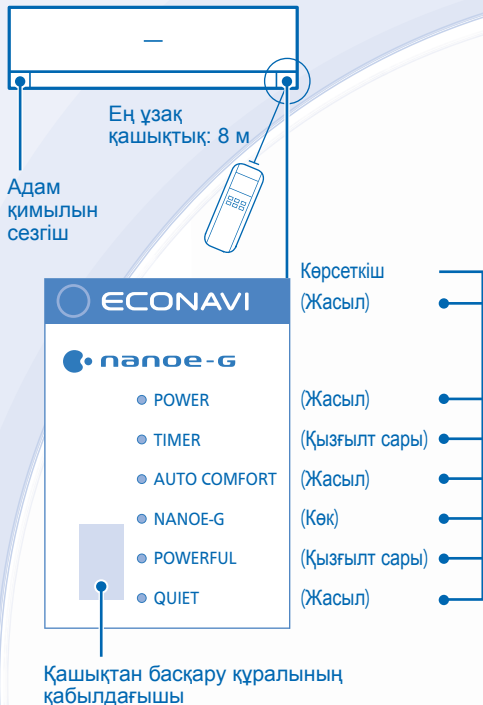 Ең ұзақ
қашықтық: 8 м
Адам
қимылын
сезгіш
Көрсеткіш
ECONAVI
(Жасыл)
nanoe-G
POWER
(Жасыл)
TIMER
(Қызғылт сары)
AUTO COMFORT
(Жасыл)
NANOE-G
(Көк)
POWERFUL
(Қызғылт сары)
QUIET
(Жасыл)
Қашықтан басқару құралының
қабылдағышы